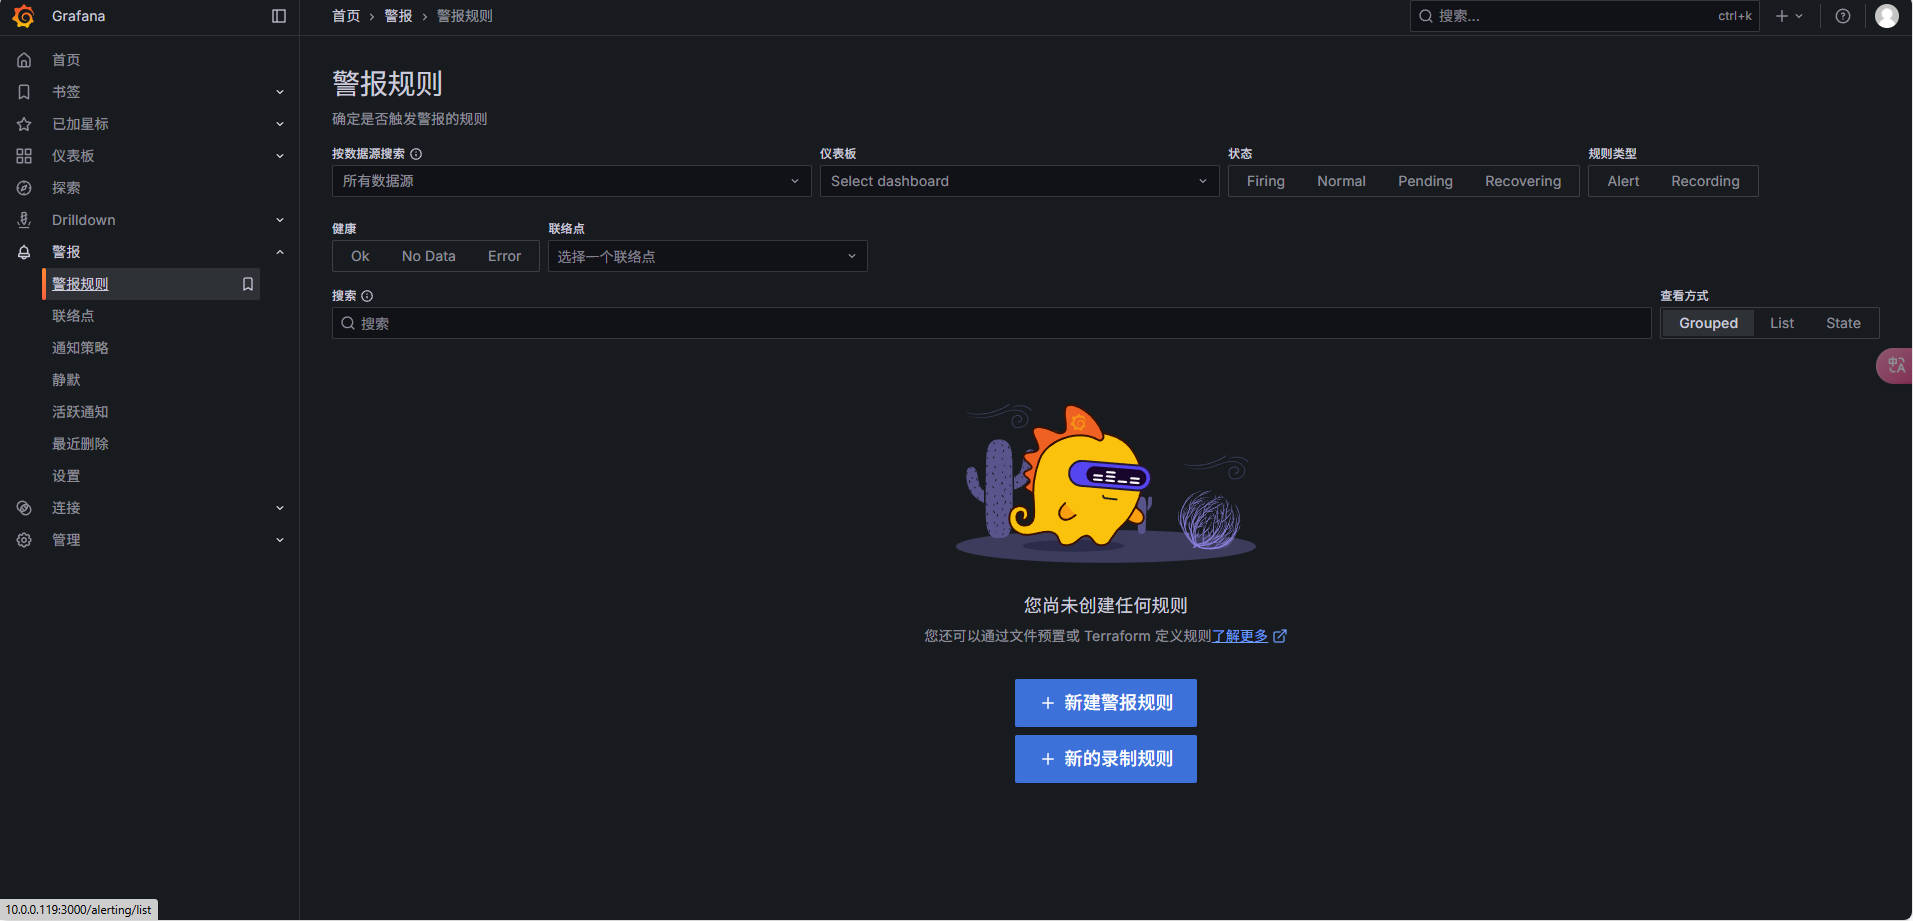 Grafana
首页 › 警报 › 警报规则
搜索...
ctrl+k
首页
书签
已加星标
仪表板
探索
Drilldown
警报
警报规则
联络点
通知策略
静默
活跃通知
最近删除
设置
连接
管理
警报规则
确定是否触发警报的规则
按数据源搜索
所有数据源
仪表板
Select dashboard
状态
Firing Normal Pending Recovering
规则类型
Alert Recording
健康
Ok No Data Error
联络点
选择一个联络点
搜索
搜索
查看方式
Grouped List State
中A
您尚未创建任何规则
您还可以通过文件预置或 Terraform 定义规则了解更多
+ 新建警报规则
+ 新的录制规则
10.0.0.119:3000/alerting/list